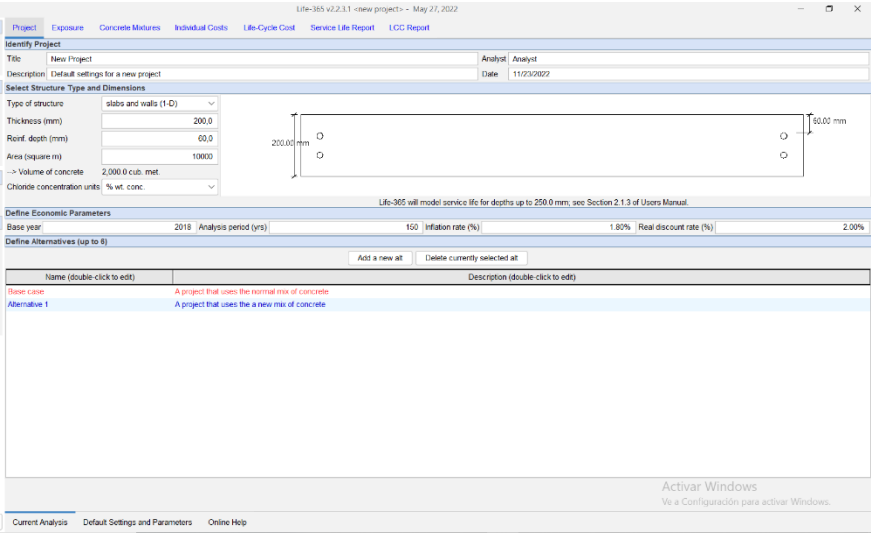 Life-365 v2.2.3.1 <new project> - May 27, 2022
Project Exposure Concrete Mixtures Individual Costs Life-Cycle Cost Service Life Report LCC Report
Identify Project
Title New Project Analyst Analyst
Description Default settings for a new project Date 11/23/2022
Select Structure Type and Dimensions
Type of structure slabs and walls (1-D)
Thickness (mm) 200,0
Reinf. depth (mm) 60,0
Area (square m) 10000
--> Volume of concrete 2,000.0 cub. met.
Chloride concentration units % wt. conc.
200.00 mm
60.00 mm
Life-365 will model service life for depths up to 250.0 mm; see Section 2.1.3 of Users Manual.
Define Economic Parameters
Base year 2018 Analysis period (yrs) 150 Inflation rate (%) 1.80% Real discount rate (%) 2.00%
Define Alternatives (up to 6)
Add a new alt Delete currently selected alt
Name (double-click to edit) Description (double-click to edit)
Base case A project that uses the normal mix of concrete
Alternative 1 A project that uses the a new mix of concrete
Activar Windows
Ve a Configuración para activar Windows.
Current Analysis Default Settings and Parameters Online Help